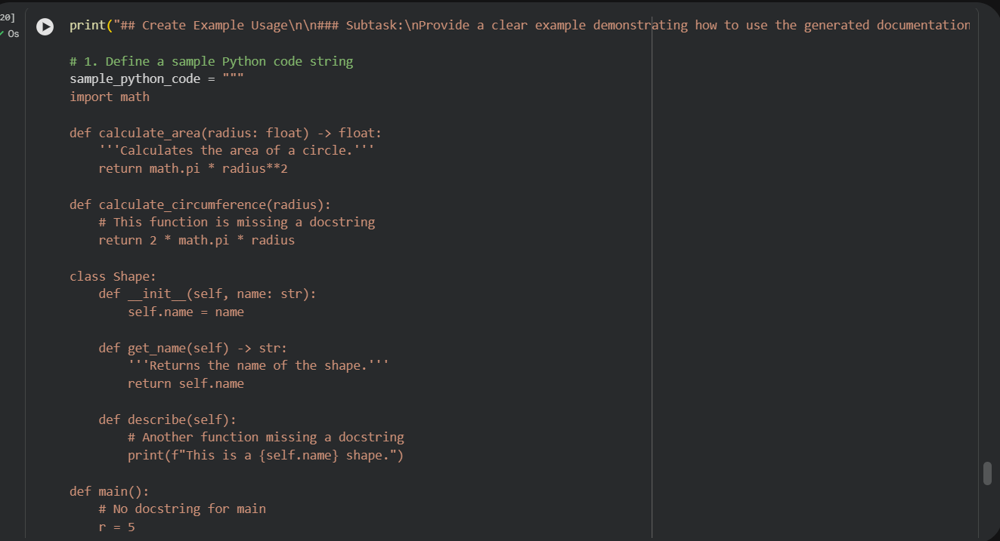 20]
0s
print("## Create Example Usage\n\n### Subtask:\nProvide a clear example demonstrating how to use the generated documentation
# 1. Define a sample Python code string
sample_python_code = """
import math
def calculate_area(radius: float) -> float:
    '''Calculates the area of a circle.'''
    return math.pi * radius**2
def calculate_circumference(radius):
    # This function is missing a docstring
    return 2 * math.pi * radius
class Shape:
    def __init__(self, name: str):
        self.name = name
    def get_name(self) -> str:
        '''Returns the name of the shape.'''
        return self.name
    def describe(self):
        # Another function missing a docstring
        print(f"This is a {self.name} shape.")
def main():
    # No docstring for main
    r = 5